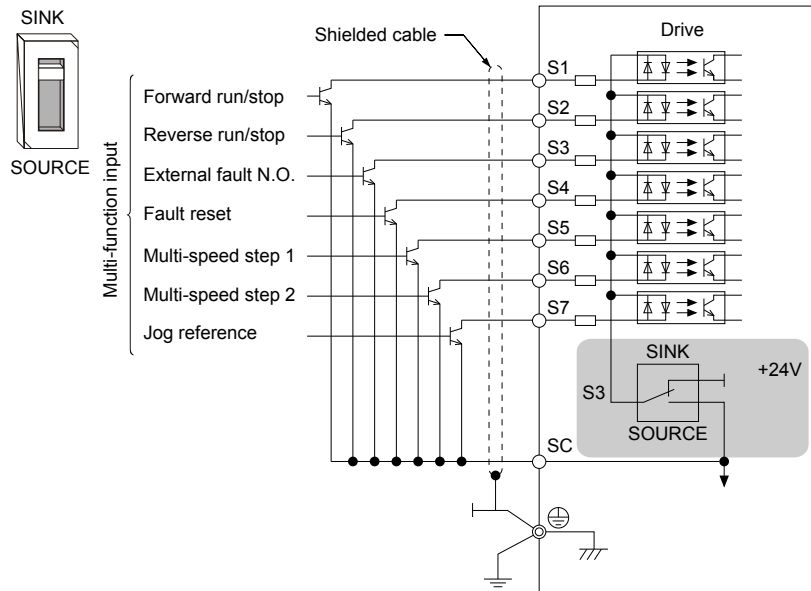 SINK
SOURCE
Shielded cable
Drive
Multi-function input
Forward run/stop
Reverse run/stop
External fault N.O.
Fault reset
Multi-speed step 1
Multi-speed step 2
Jog reference
S1
S2
S3
S4
S5
S6
S7
SINK
+24V
S3
SOURCE
SC